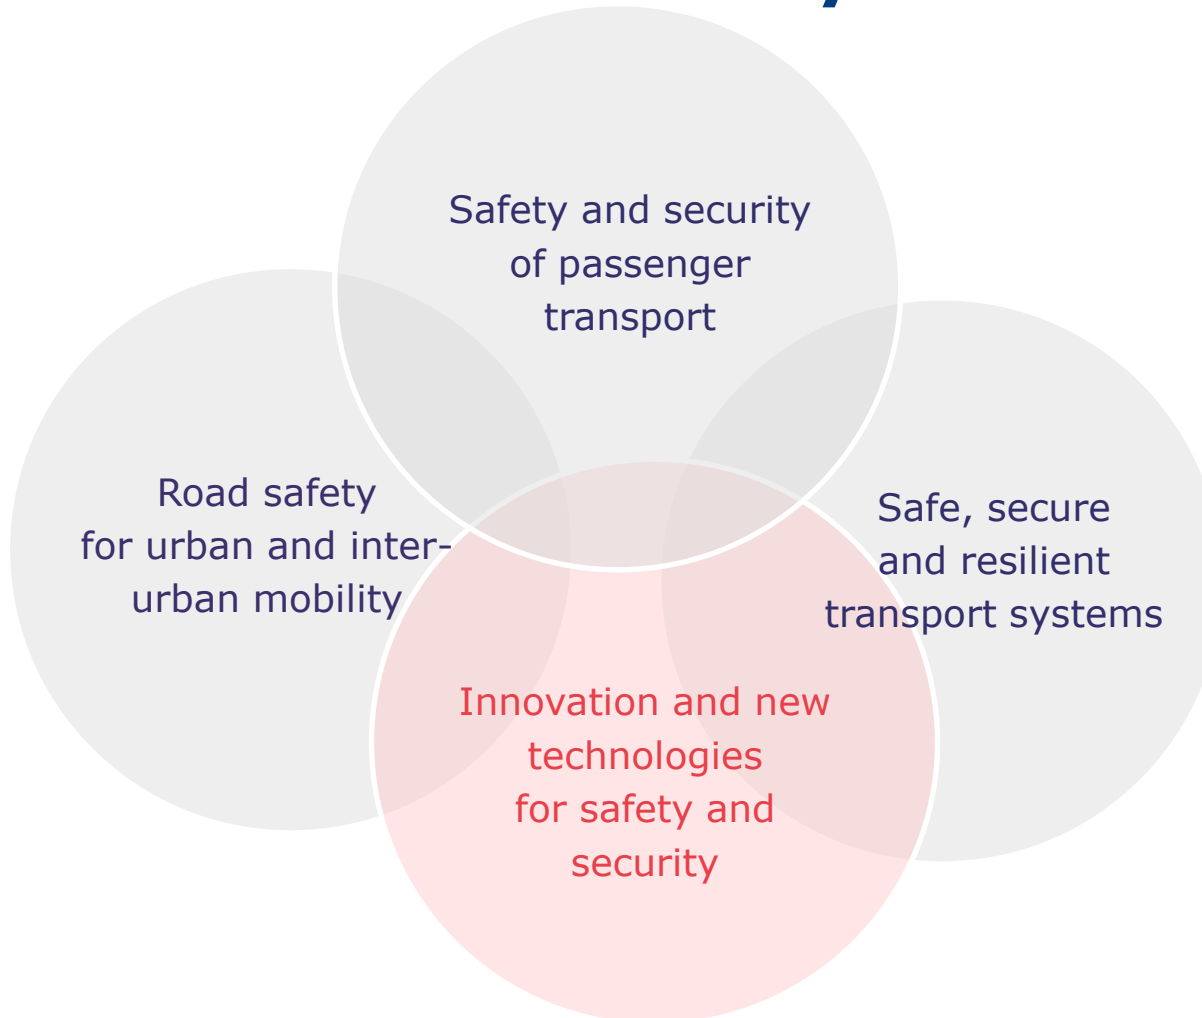 Safety and security
of passenger
transport
Road safety
for urban and inter-
urban mobility
Safe, secure
and resilient
transport systems
Innovation and new
technologies
for safety and
security